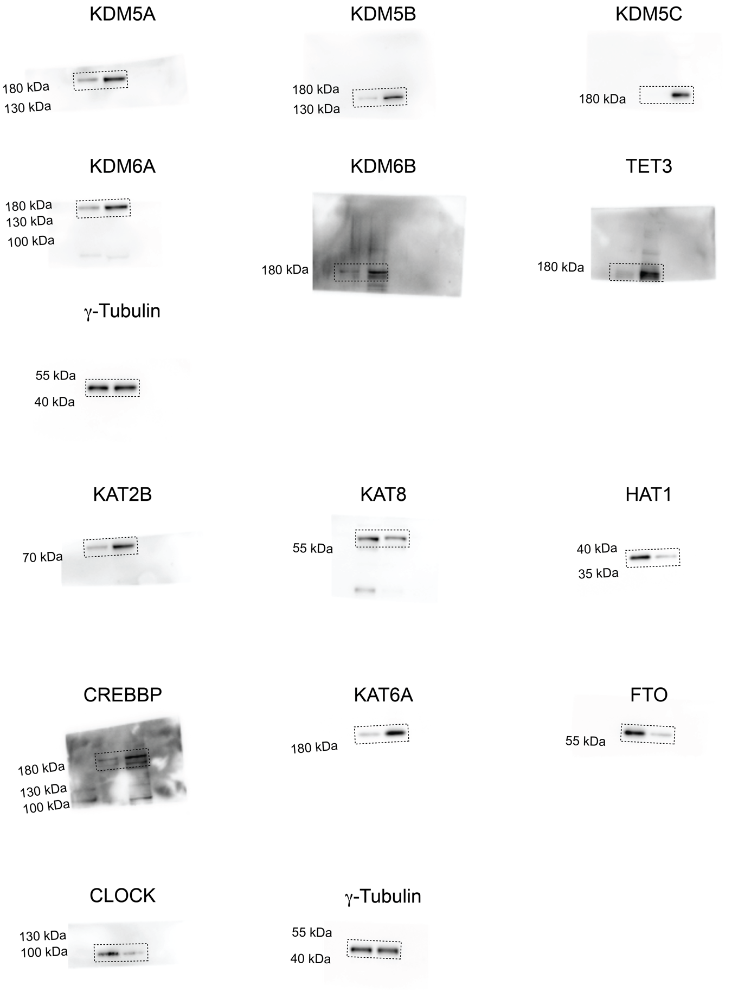 KDM5A
KDM5B
KDM5C
180 kDa
130 kDa
180 kDa
130 kDa
180 kDa
KDM6A
KDM6B
TET3
180 kDa
130 kDa
100 kDa
180 kDa
180 kDa
γ-Tubulin
55 kDa
40 kDa
KAT2B
KAT8
HAT1
70 kDa
55 kDa
40 kDa
35 kDa
CREBBP
KAT6A
FTO
180 kDa
130 kDa
100 kDa
180 kDa
55 kDa
CLOCK
γ-Tubulin
130 kDa
100 kDa
55 kDa
40 kDa